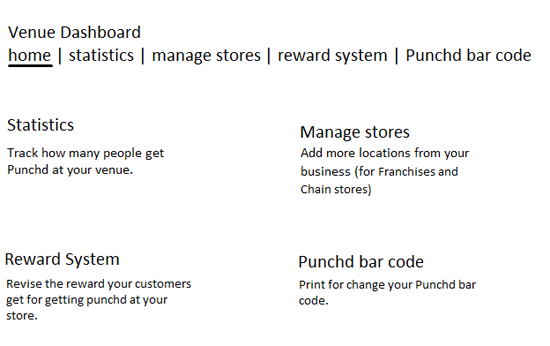 Venue Dashboard
home | statistics | manage stores | reward system | Punchd bar code
Statistics
Track how many people get
Punchd at your venue.
Manage stores
Add more locations from your
business (for Franchises and
Chain stores)
Reward System
Revise the reward your customers
get for getting punchd at your
store.
Punchd bar code
Print for change your Punchd bar
code.